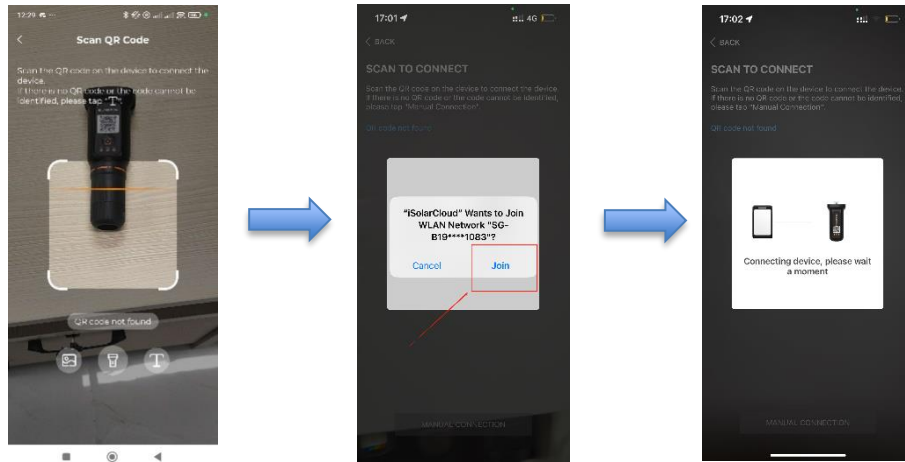 12:29
Scan QR Code
Scan the QR code on the device to connect the
device.
If there is no QR code or the code cannot be
identified, please tap "T".
QR code not found
T
17:01
4G
BACK
SCAN TO CONNECT
Scan the QR code on the device to connect the device.
If there is no QR code or the code cannot be identified,
please tap "Manual Connection".
QR code not found
"iSolarCloud" Wants to Join
WLAN Network "SG-
B19****1083"?
Cancel
Join
MANUAL CONNECTION
17:02
BACK
SCAN TO CONNECT
Scan the QR code on the device to connect the device.
If there is no QR code or the code cannot be identified,
please tap "Manual Connection".
QR code not found
Connecting device, please wait
a moment
MANUAL CONNECTION